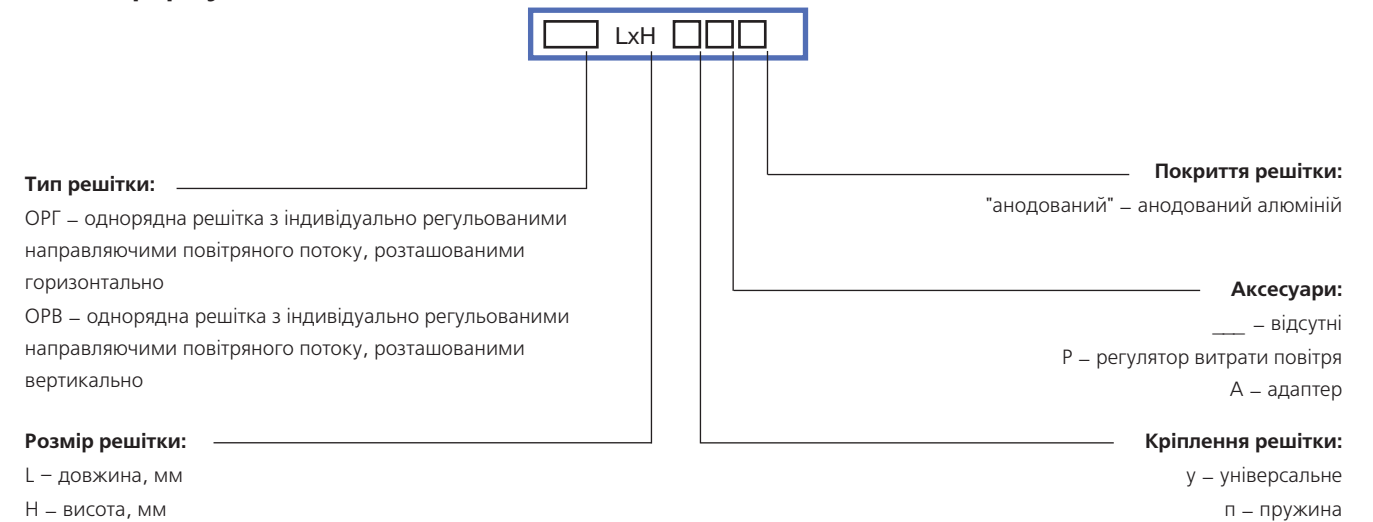 LxH
Тип решітки:
ОРГ – однорядна решітка з індивідуально регульованими
направляючими повітряного потоку, розташованими
горизонтально
ОРВ – однорядна решітка з індивідуально регульованими
направляючими повітряного потоку, розташованими
вертикально
Розмір решітки:
L – довжина, мм
H – висота, мм
Покриття решітки:
"анодований" – анодований алюміній
Аксесуари:
___ – відсутні
Р – регулятор витрати повітря
А – адаптер
Кріплення решітки:
у – універсальне
п – пружина